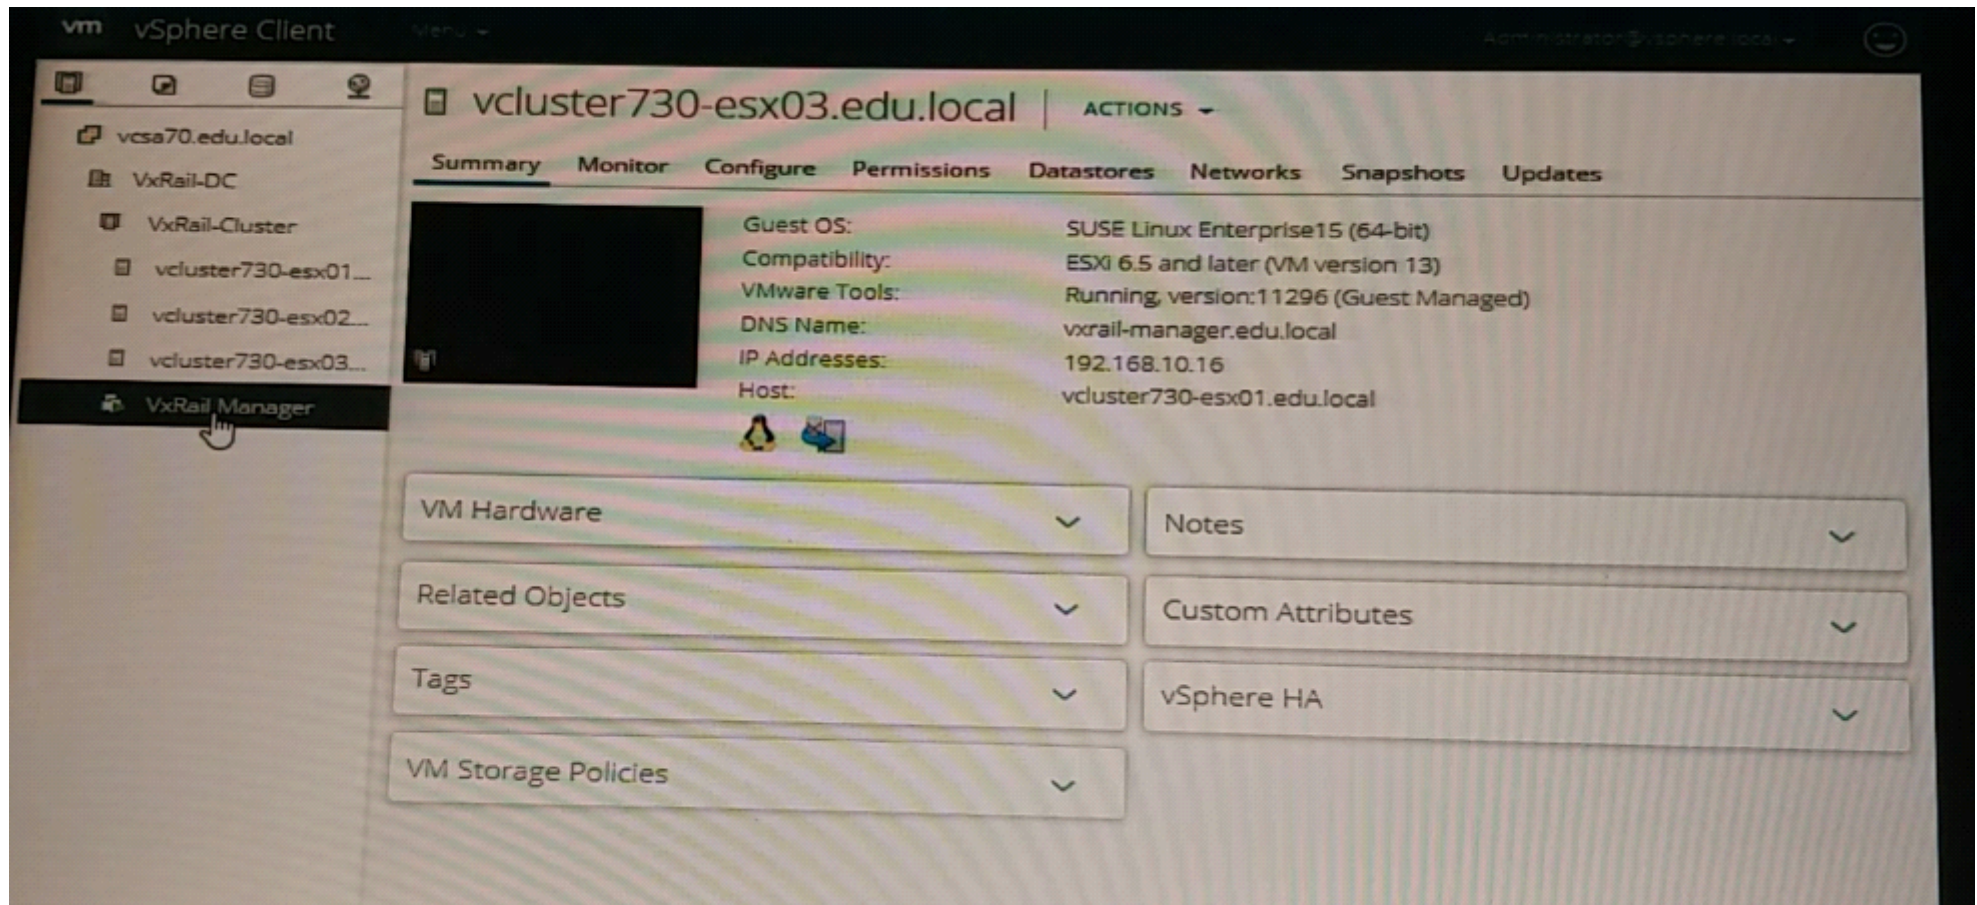 vm vSphere Client Menu Administrator@vsphere.local
vcsa70.edu.local
VxRail-DC
VxRail-Cluster
vcluster730-esx01...
vcluster730-esx02...
vcluster730-esx03...
VxRail Manager
vcluster730-esx03.edu.local | ACTIONS
Summary Monitor Configure Permissions Datastores Networks Snapshots Updates
Guest OS: SUSE Linux Enterprise15 (64-bit)
Compatibility: ESXi 6.5 and later (VM version 13)
VMware Tools: Running, version:11296 (Guest Managed)
DNS Name: vxrail-manager.edu.local
IP Addresses: 192.168.10.16
Host: vcluster730-esx01.edu.local
VM Hardware
Notes
Related Objects
Custom Attributes
Tags
vSphere HA
VM Storage Policies